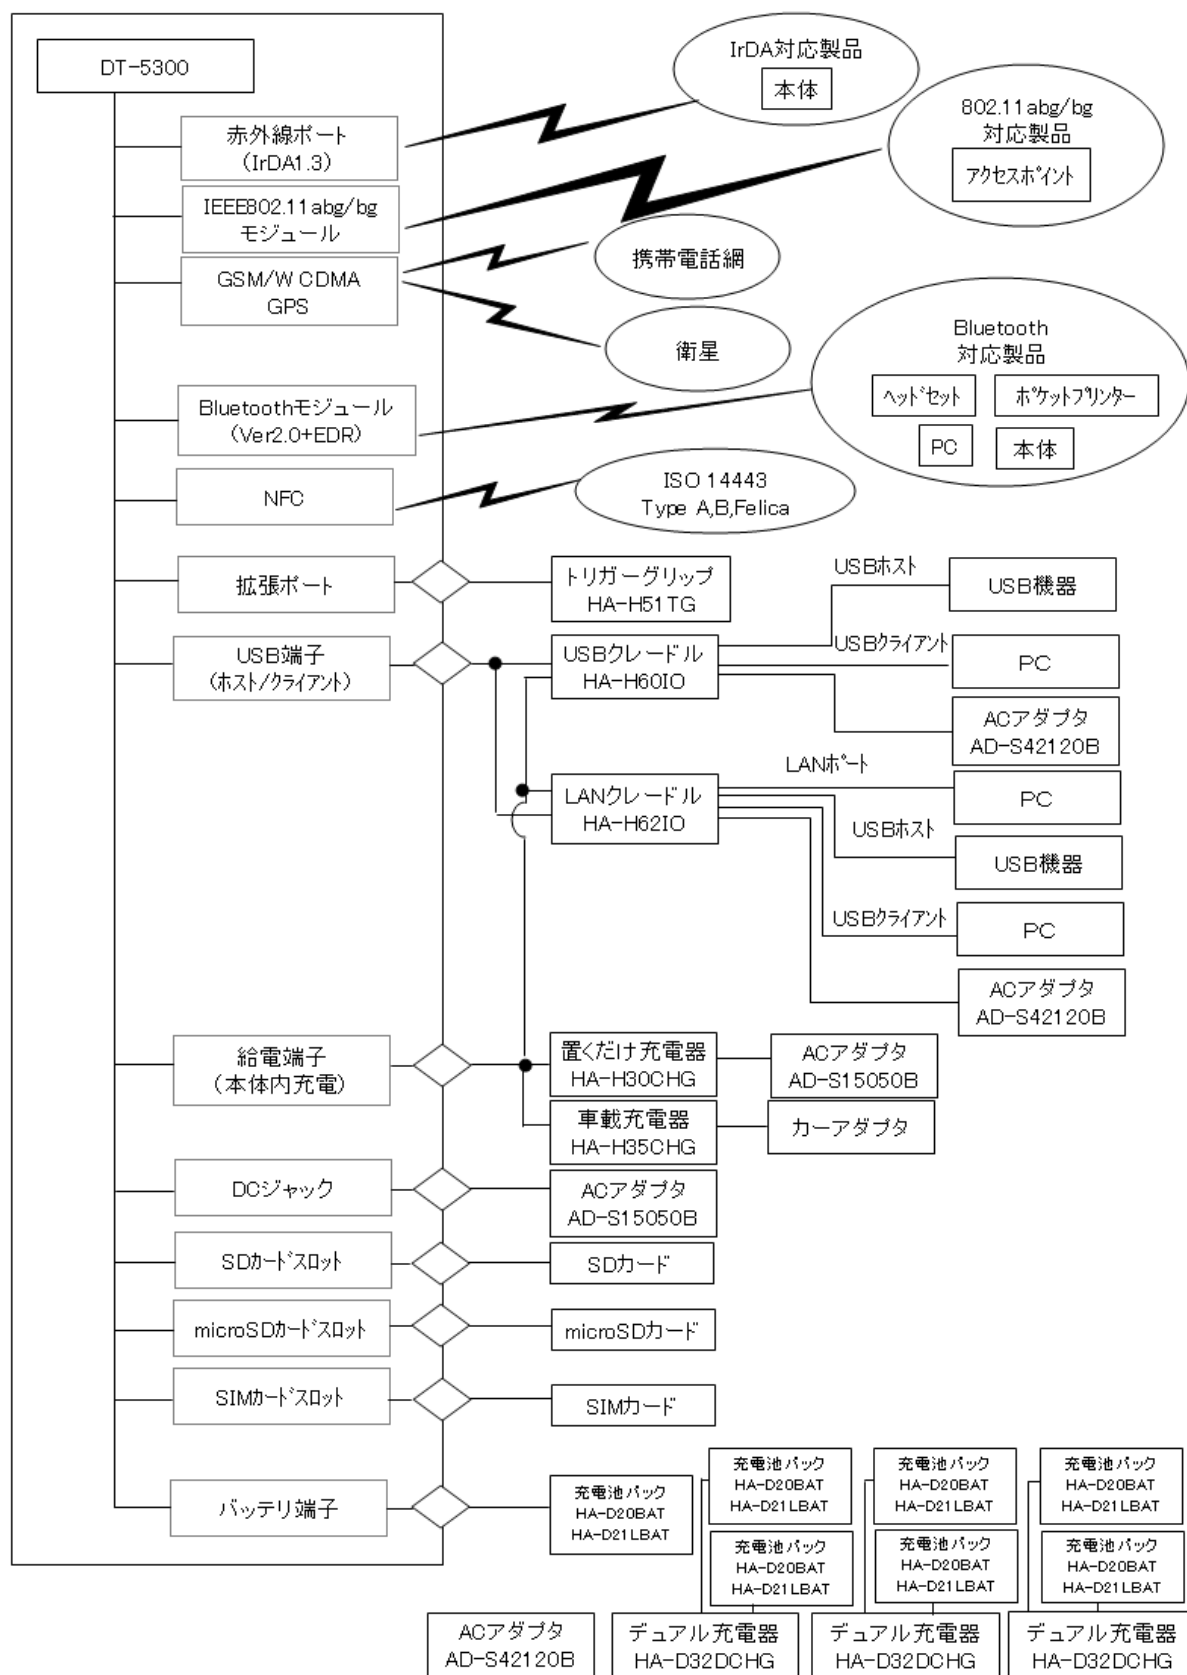 DT-5300
赤外線ポート
(IrDA1.3)
IrDA対応製品
本体
IEEE802.11abg/bg
モジュール
802.11abg/bg
対応製品
アクセスポイント
GSM/W CDMA
GPS
携帯電話網
衛星
Bluetoothモジュール
(Ver2.0+EDR)
Bluetooth
対応製品
ヘッドセット
ポケットプリンター
PC
本体
NFC
ISO 14443
Type A,B,Felica
拡張ポート
トリガーグリップ
HA-H51TG
USBホスト
USB機器
USB端子
(ホスト/クライアント)
USBクレードル
HA-H60IO
USBクライアント
PC
ACアダプタ
AD-S42120B
LANクレードル
HA-H62IO
LANポート
PC
USBホスト
USB機器
USBクライアント
PC
ACアダプタ
AD-S42120B
給電端子
(本体内充電)
置くだけ充電器
HA-H30CHG
ACアダプタ
AD-S15050B
車載充電器
HA-H35CHG
カーアダプタ
DCジャック
ACアダプタ
AD-S15050B
SDカードスロット
SDカード
microSDカードスロット
microSDカード
SIMカードスロット
SIMカード
バッテリ端子
充電池パック
HA-D20BAT
HA-D21LBAT
充電池パック
HA-D20BAT
HA-D21LBAT
充電池パック
HA-D20BAT
HA-D21LBAT
充電池パック
HA-D20BAT
HA-D21LBAT
充電池パック
HA-D20BAT
HA-D21LBAT
充電池パック
HA-D20BAT
HA-D21LBAT
充電池パック
HA-D20BAT
HA-D21LBAT
ACアダプタ
AD-S42120B
デュアル充電器
HA-D32DCHG
デュアル充電器
HA-D32DCHG
デュアル充電器
HA-D32DCHG